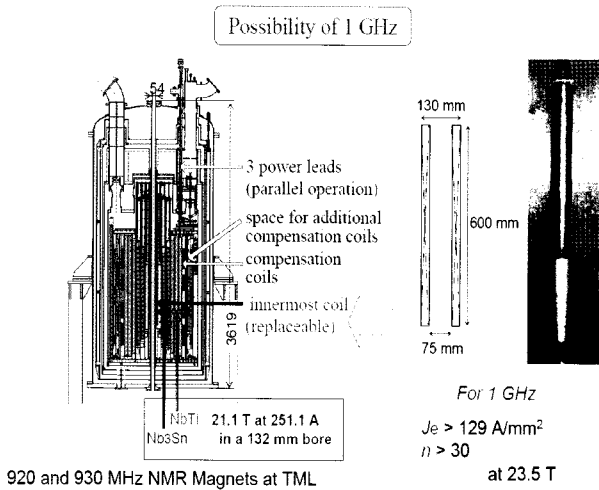 Possibility of 1 GHz
54
3 power leads
(parallel operation)
space for additional
compensation coils
compensation
coils
innermost coil
(replaceable)
3619
NbTi
Nb3Sn
21.1 T at 251.1 A
in a 132 mm bore
920 and 930 MHz NMR Magnets at TML
130 mm
600 mm
75 mm
For 1 GHz
Je > 129 A/mm²
n > 30
at 23.5 T